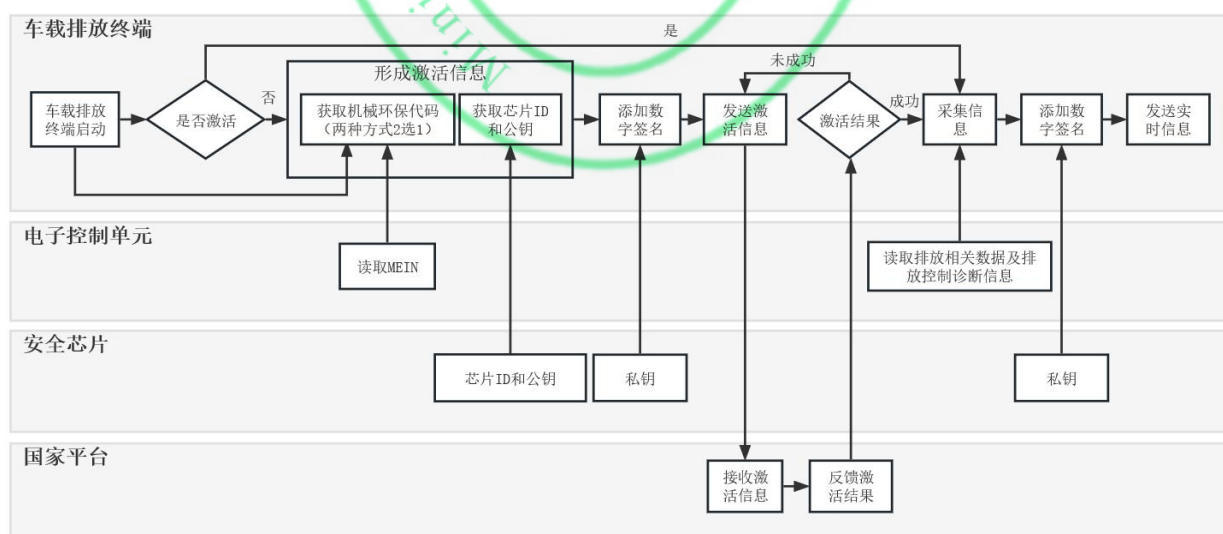 车载排放终端
是
Mini
未成功
形成激活信息
否
成功
车载排放
终端启动
是否激活
获取机械环保代码
(两种方式2选1)
获取芯片ID
和公钥
添加数
字签名
发送激
活信息
激活结果
采集信
息
添加数
字签名
发送实
时信息
电子控制单元
读取MEIN
读取排放相关数据及排
放控制诊断信息
安全芯片
芯片ID和公钥
私钥
私钥
国家平台
接收激
活信息
反馈激
活结果